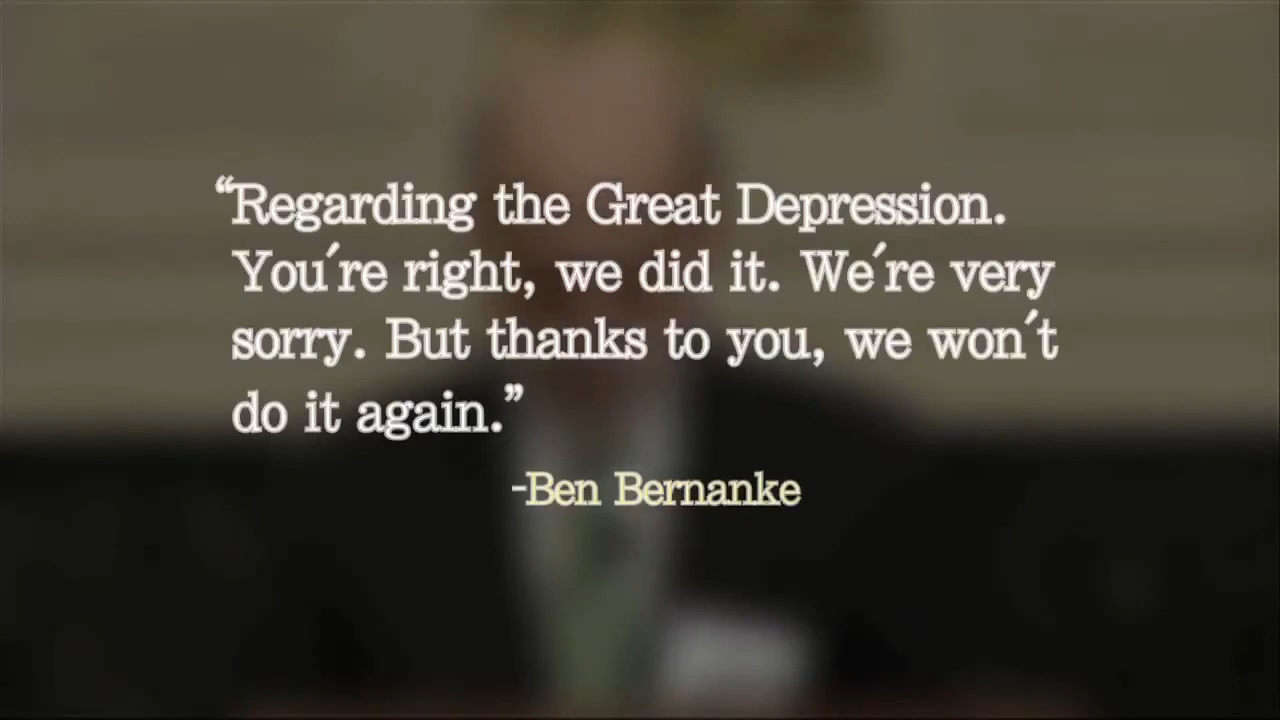 “Regarding the Great Depression.
You´re right, we did it. We´re very
sorry. But thanks to you, we won´t
do it again.”
-Ben Bernanke